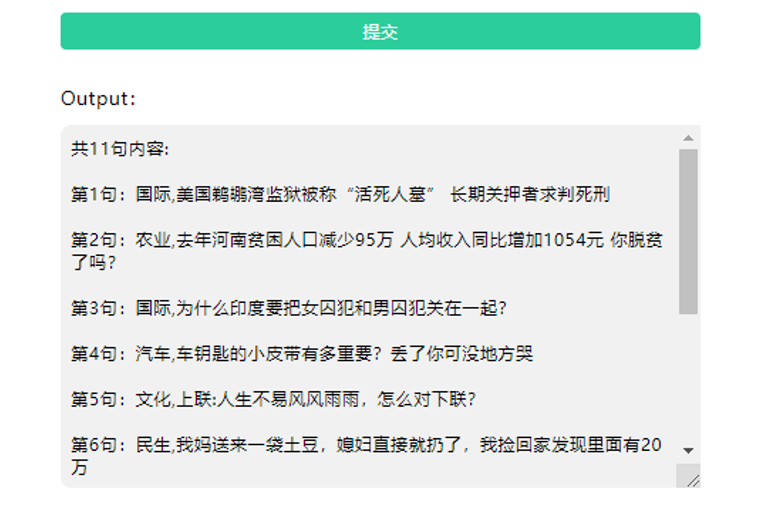 提交
Output:
共11句内容:
第1句：国际,美国鹈鹕湾监狱被称“活死人墓” 长期关押者求判死刑
第2句：农业,去年河南贫困人口减少95万 人均收入同比增加1054元 你脱贫
了吗？
第3句：国际,为什么印度要把女囚犯和男囚犯关在一起？
第4句：汽车,车钥匙的小皮带有多重要？丢了你可没地方哭
第5句：文化,上联:人生不易风风雨雨，怎么对下联？
第6句：民生,我妈送来一袋土豆，媳妇直接就扔了，我捡回家发现里面有20
万